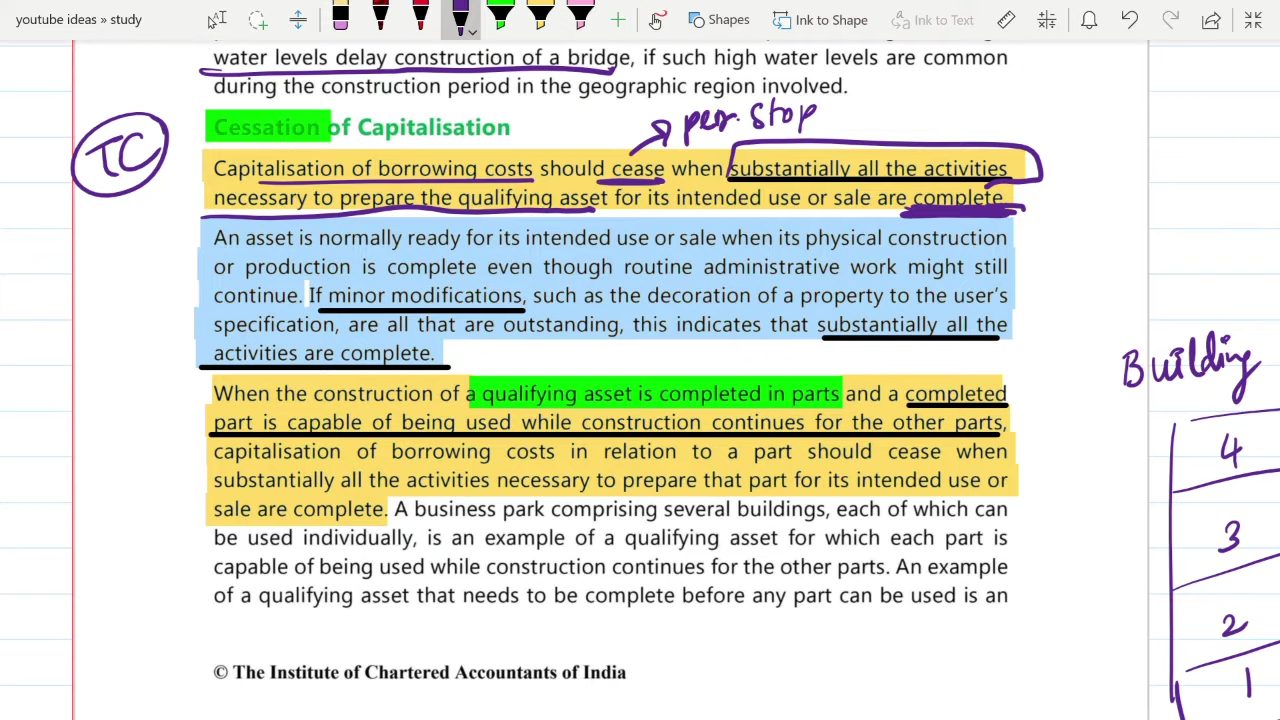 youtube ideas » study
Shapes
Ink to Shape
Ink to Text
water levels delay construction of a bridge, if such high water levels are common
during the construction period in the geographic region involved.
per. stop
Cessation of Capitalisation
TC
Capitalisation of borrowing costs should cease when substantially all the activities
necessary to prepare the qualifying asset for its intended use or sale are complete.
An asset is normally ready for its intended use or sale when its physical construction
or production is complete even though routine administrative work might still
continue. If minor modifications, such as the decoration of a property to the user's
specification, are all that are outstanding, this indicates that substantially all the
activities are complete.
Building
When the construction of a qualifying asset is completed in parts and a completed
part is capable of being used while construction continues for the other parts,
capitalisation of borrowing costs in relation to a part should cease when
substantially all the activities necessary to prepare that part for its intended use or
sale are complete. A business park comprising several buildings, each of which can
be used individually, is an example of a qualifying asset for which each part is
capable of being used while construction continues for the other parts. An example
of a qualifying asset that needs to be complete before any part can be used is an
4
3
2
1
© The Institute of Chartered Accountants of India